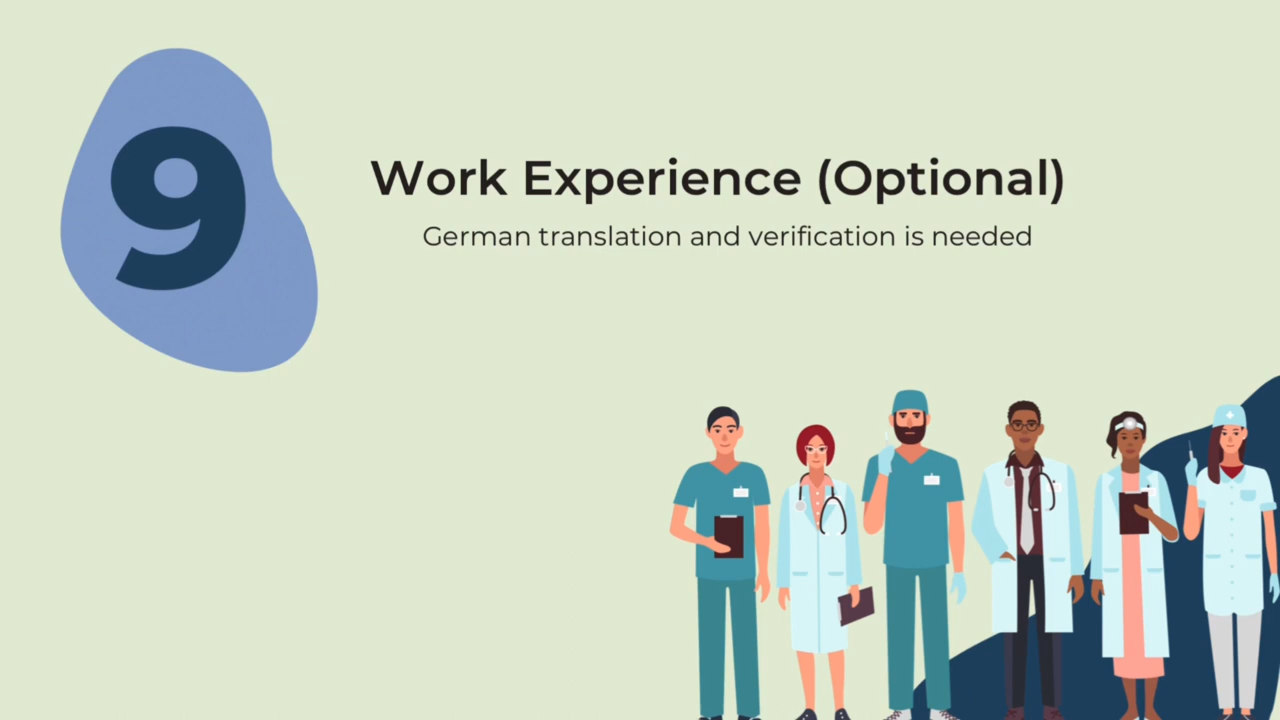 9
Work Experience (Optional)
German translation and verification is needed